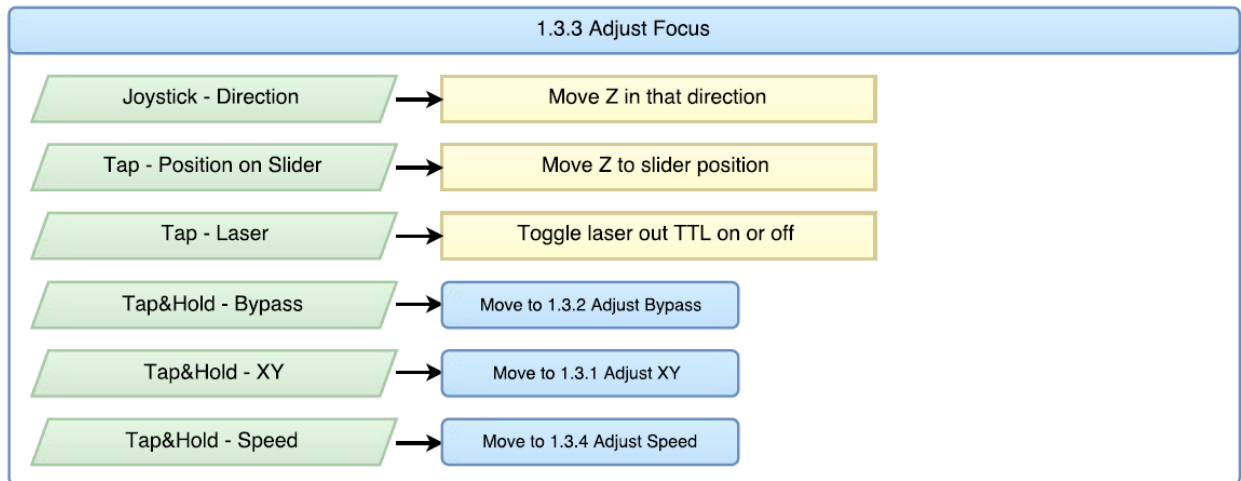 1.3.3 Adjust Focus
Joystick - Direction
Move Z in that direction
Tap - Position on Slider
Move Z to slider position
Tap - Laser
Toggle laser out TTL on or off
Tap&Hold - Bypass
Move to 1.3.2 Adjust Bypass
Tap&Hold - XY
Move to 1.3.1 Adjust XY
Tap&Hold - Speed
Move to 1.3.4 Adjust Speed